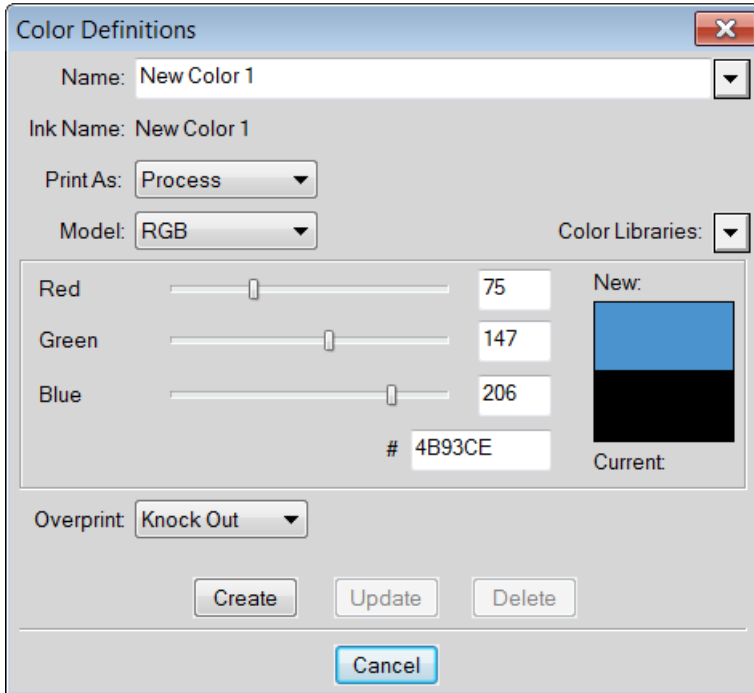 Color Definitions
Name: New Color 1
Ink Name: New Color 1
Print As: Process
Model: RGB Color Libraries:
Red 75 New:
Green 147
Blue 206
# 4B93CE
Current:
Overprint: Knock Out
Create Update Delete
Cancel